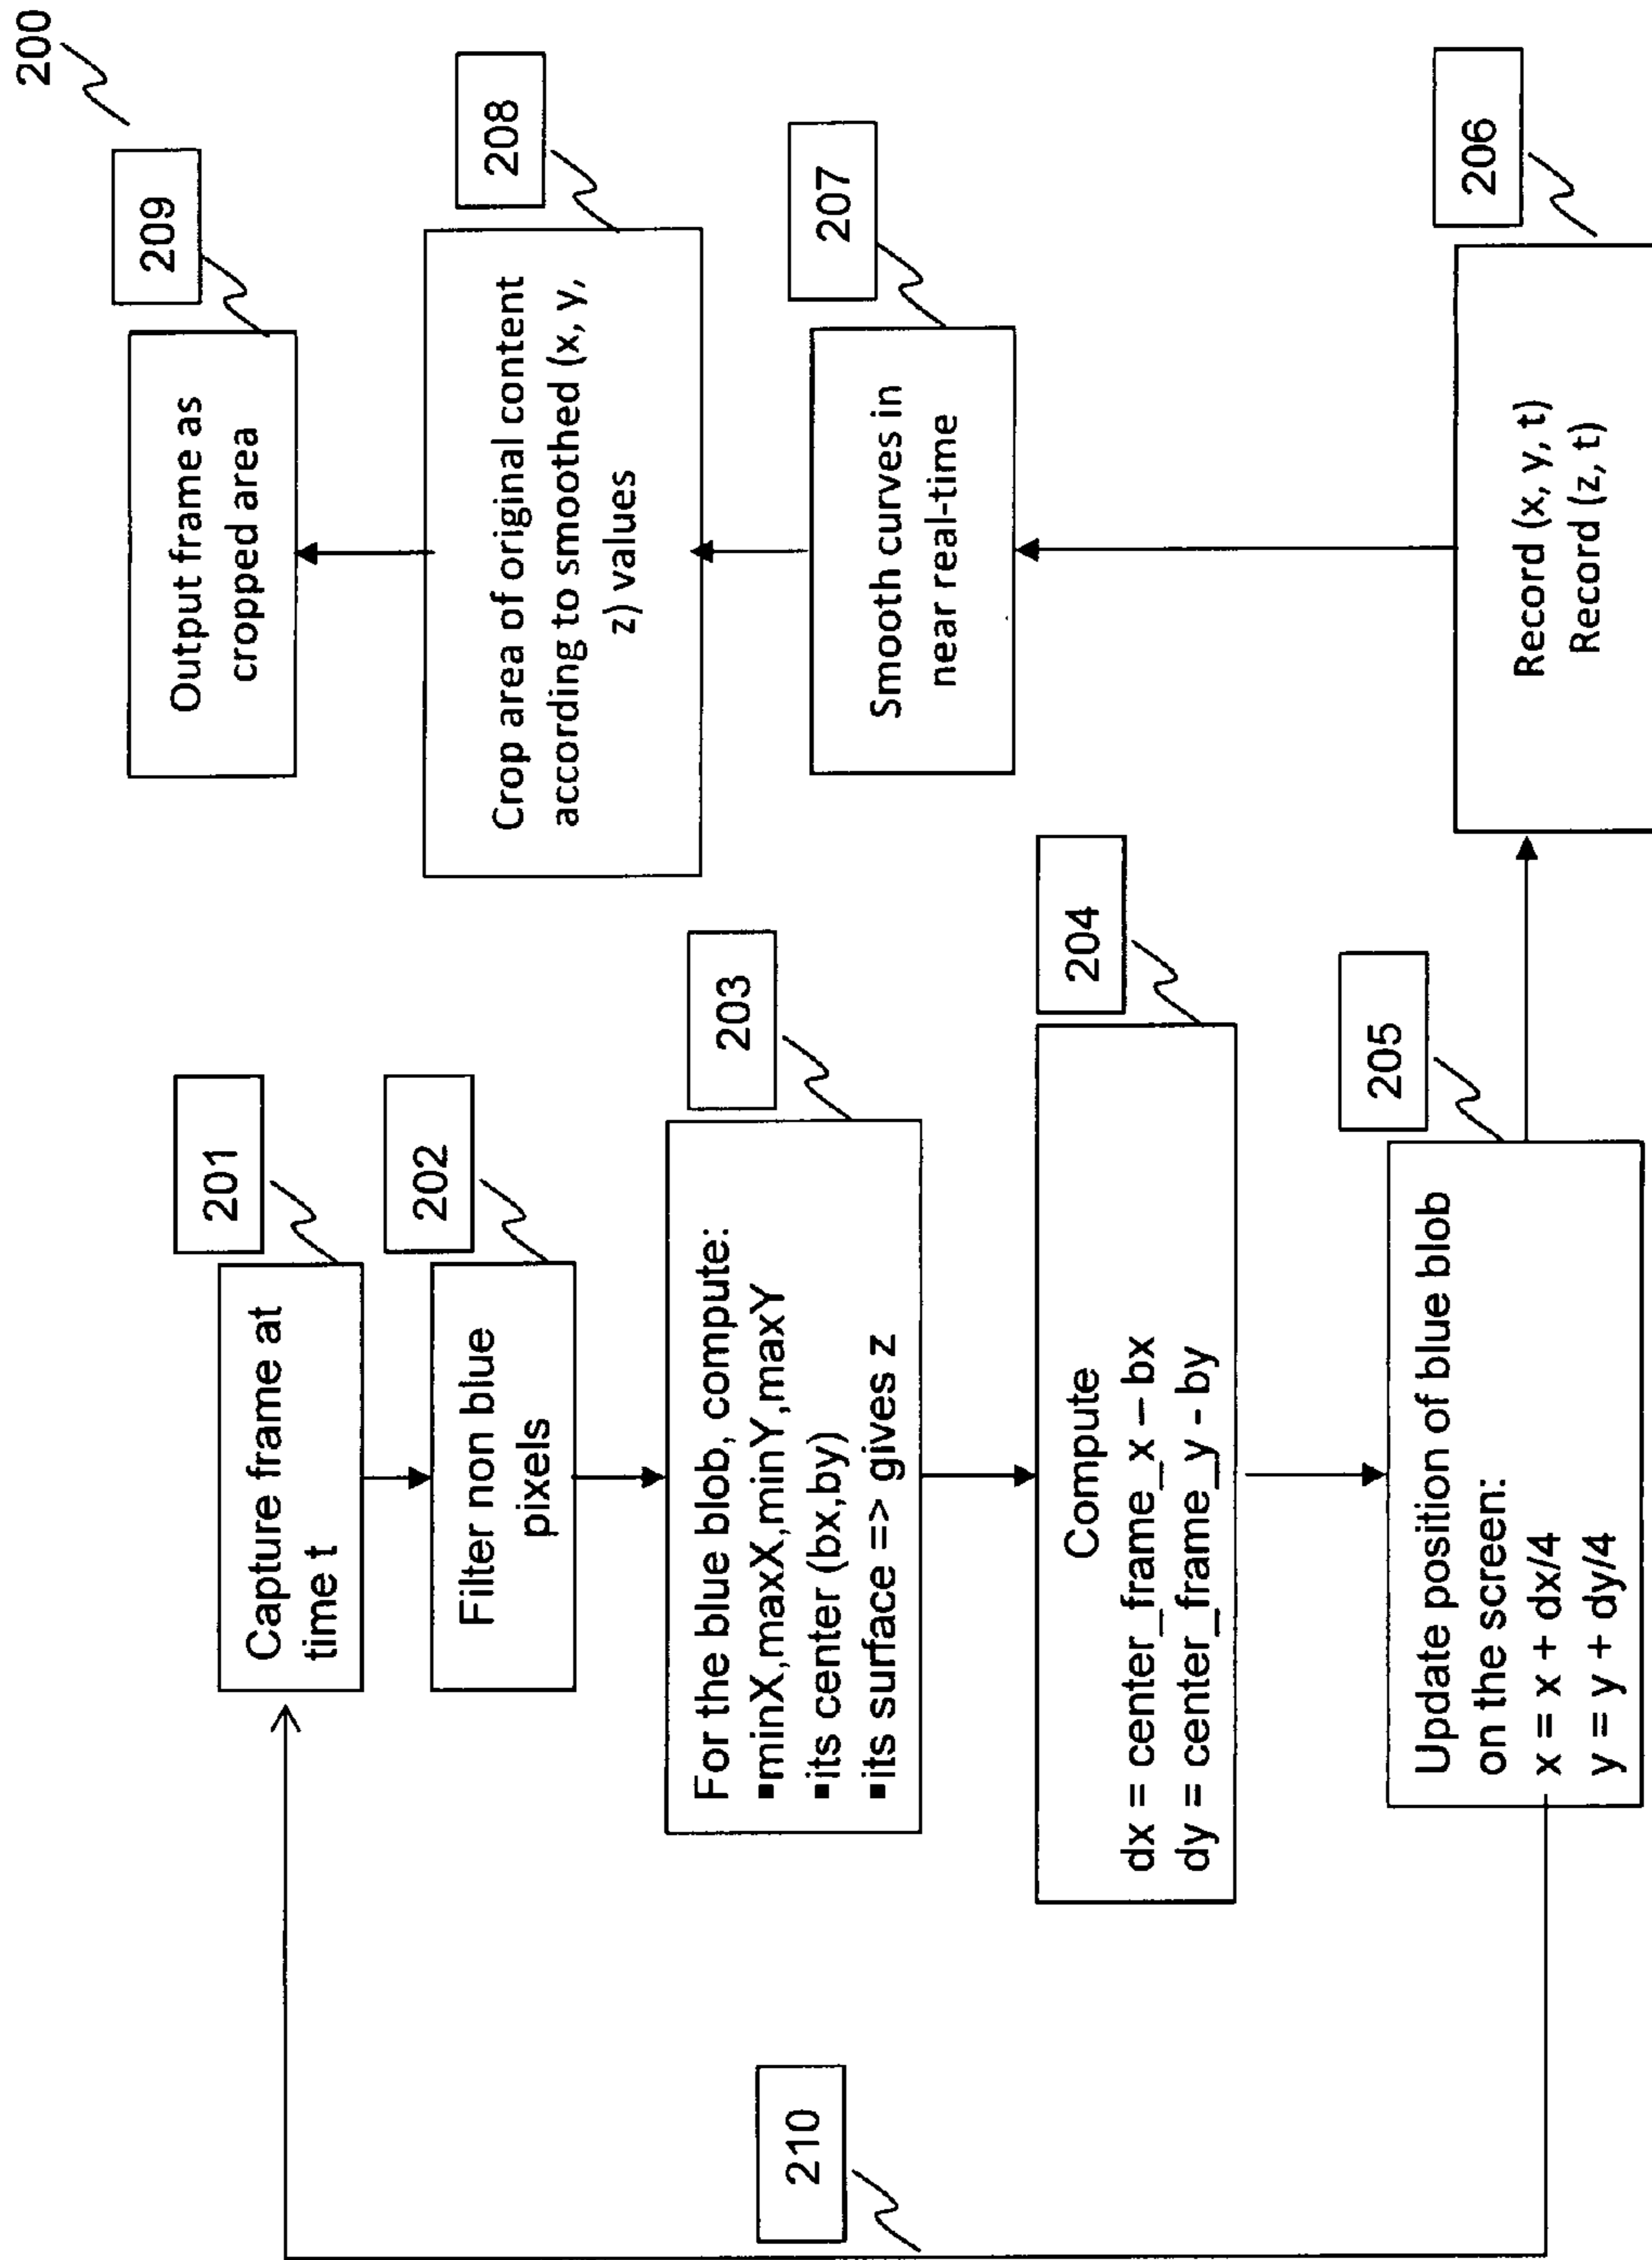 200
201
Capture frame at
time t
202
Filter non blue
pixels
203
For the blue blob, compute:
▪minX,maxX,minY,maxY
▪its center (bx,by)
▪its surface => gives z
204
Compute
dx = center_frame_x – bx
dy = center_frame_y - by
205
Update position of blue blob
on the screen:
x = x + dx/4
y = y + dy/4
210
206
Record (x, y, t)
Record (z, t)
207
Smooth curves in
near real-time
208
Crop area of original content
according to smoothed (x, y,
z) values
209
Output frame as
cropped area